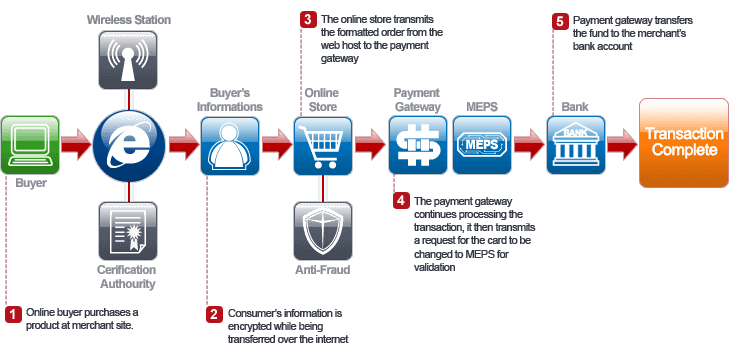 Wireless Station
3
The online store transmits
the formatted order from the
web host to the payment
gateway
5
Payment gateway transfers
the fund to the merchant's
bank account
Buyer's
Informations
Online
Store
Payment
Gateway
MEPS
Bank
MEPS
BANK
Transaction
Complete
Buyer
4
The payment gateway
continues processing the
transaction, it then transmits
a request for the card to be
changed to MEPS for
validation
Cerification
Authourity
Anti-Fraud
1
Online buyer purchases a
product at merchant site.
2
Consumer's information is
encrypted while being
transferred over the internet